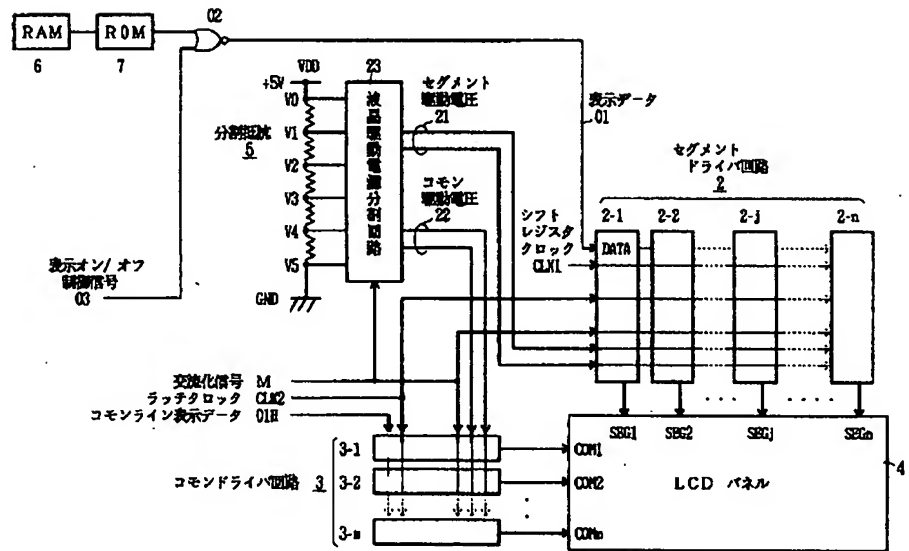 RAM
6
ROM
7
02
+5V
VDD
V0
V1
V2
V3
V4
V5
GND
分割抵抗
5
23
液晶駆動電源分割回路
セグメント
駆動電圧
21
コモン
駆動電圧
22
表示データ
01
セグメント
ドライバ回路
2
2-1
2-2
2-j
2-n
シフト
レジスタ
クロック
CLK1
DATA
表示オン/オフ
制御信号
03
交流化信号 M
ラッチクロック CLK2
コモンライン表示データ 01H
SEG1
SEG2
SEGj
SEGn
コモンドライバ回路 3
3-1
3-2
3-m
COM1
COM2
COMm
LCD パネル
4